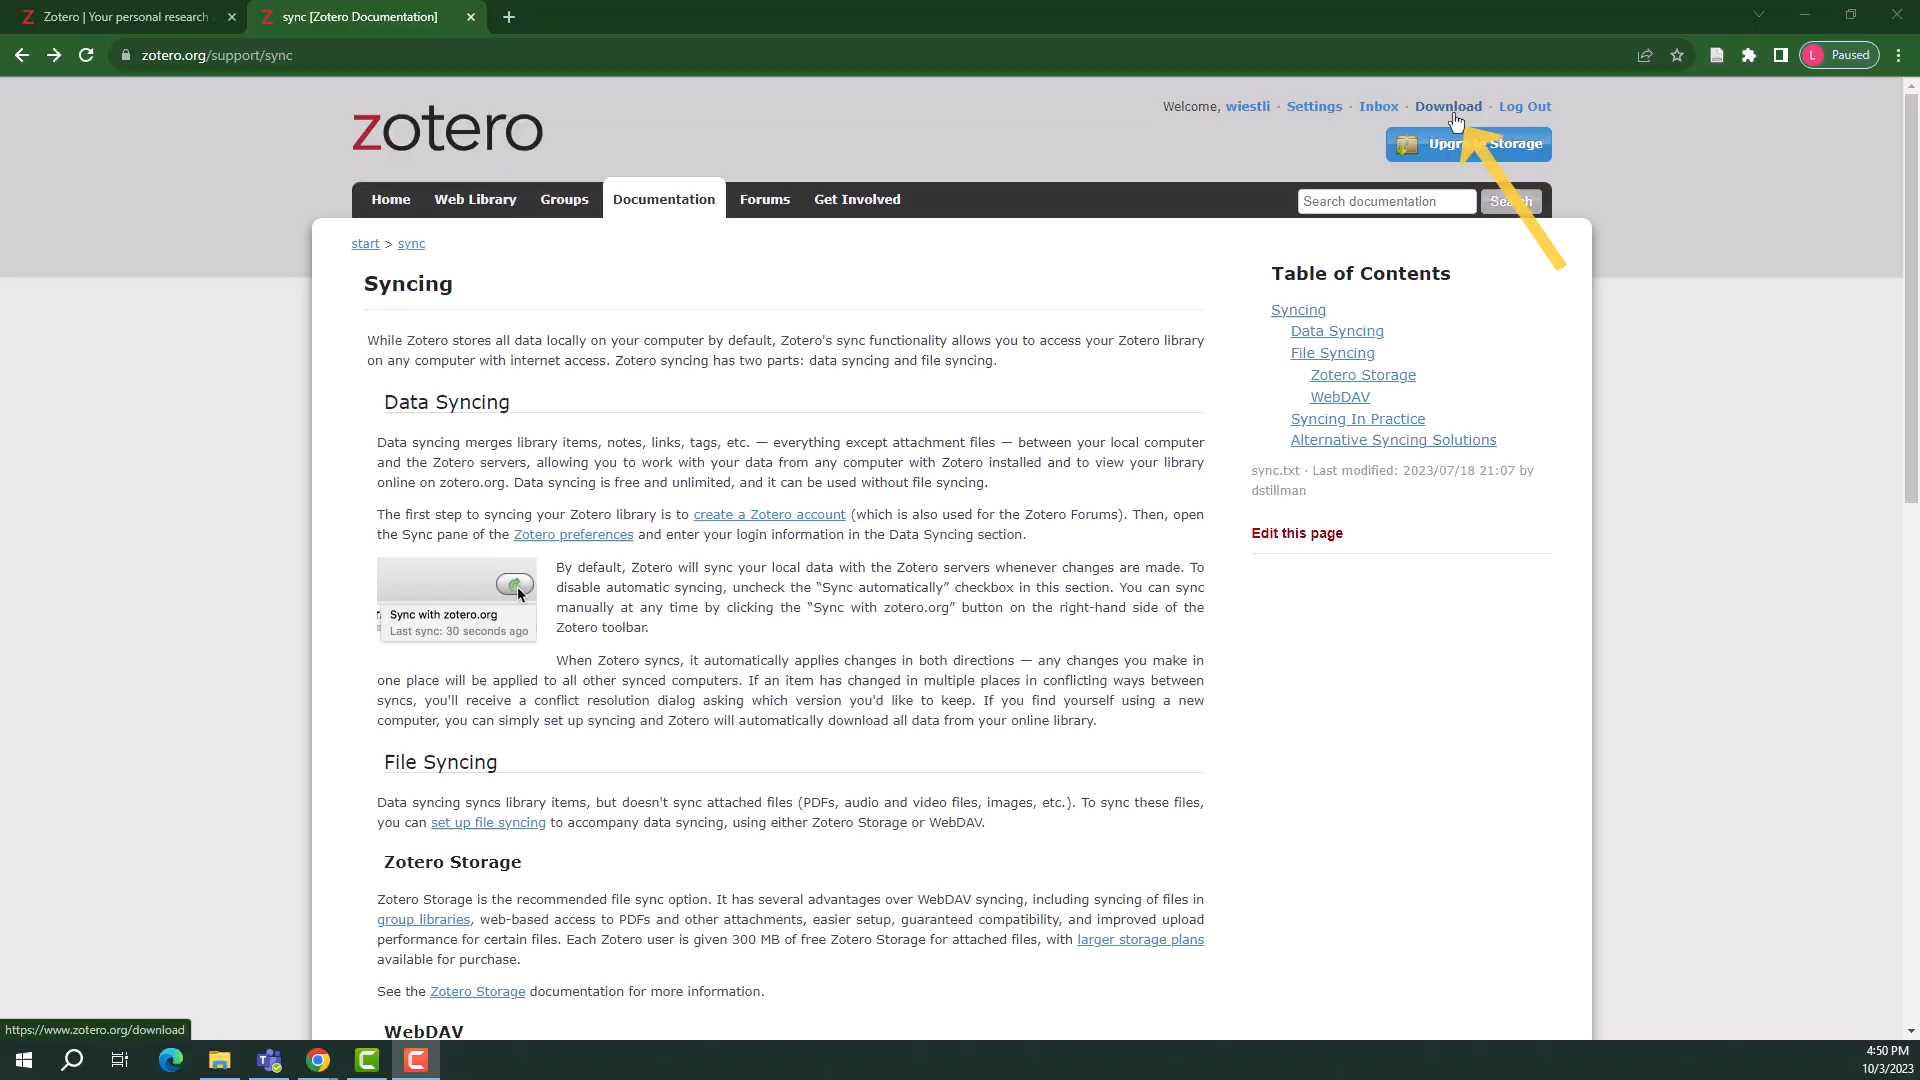 Zotero | Your personal research
sync [Zotero Documentation]
zotero.org/support/sync
L Paused
zotero
Welcome, wiestli · Settings · Inbox · Download · Log Out
Storage
Home Web Library Groups Documentation Forums Get Involved
Search documentation
start > sync
Syncing
While Zotero stores all data locally on your computer by default, Zotero's sync functionality allows you to access your Zotero library
on any computer with internet access. Zotero syncing has two parts: data syncing and file syncing.
Data Syncing
Data syncing merges library items, notes, links, tags, etc. — everything except attachment files — between your local computer
and the Zotero servers, allowing you to work with your data from any computer with Zotero installed and to view your library
online on zotero.org. Data syncing is free and unlimited, and it can be used without file syncing.
The first step to syncing your Zotero library is to create a Zotero account (which is also used for the Zotero Forums). Then, open
the Sync pane of the Zotero preferences and enter your login information in the Data Syncing section.
Sync with zotero.org
Last sync: 30 seconds ago
By default, Zotero will sync your local data with the Zotero servers whenever changes are made. To
disable automatic syncing, uncheck the “Sync automatically” checkbox in this section. You can sync
manually at any time by clicking the “Sync with zotero.org” button on the right-hand side of the
Zotero toolbar.
When Zotero syncs, it automatically applies changes in both directions — any changes you make in
one place will be applied to all other synced computers. If an item has changed in multiple places in conflicting ways between
syncs, you'll receive a conflict resolution dialog asking which version you'd like to keep. If you find yourself using a new
computer, you can simply set up syncing and Zotero will automatically download all data from your online library.
File Syncing
Data syncing syncs library items, but doesn't sync attached files (PDFs, audio and video files, images, etc.). To sync these files,
you can set up file syncing to accompany data syncing, using either Zotero Storage or WebDAV.
Zotero Storage
Zotero Storage is the recommended file sync option. It has several advantages over WebDAV syncing, including syncing of files in
group libraries, web-based access to PDFs and other attachments, easier setup, guaranteed compatibility, and improved upload
performance for certain files. Each Zotero user is given 300 MB of free Zotero Storage for attached files, with larger storage plans
available for purchase.
See the Zotero Storage documentation for more information.
WebDAV
Table of Contents
Syncing
Data Syncing
File Syncing
Zotero Storage
WebDAV
Syncing In Practice
Alternative Syncing Solutions
sync.txt · Last modified: 2023/07/18 21:07 by
dstillman
Edit this page
https://www.zotero.org/download
4:50 PM
10/3/2023